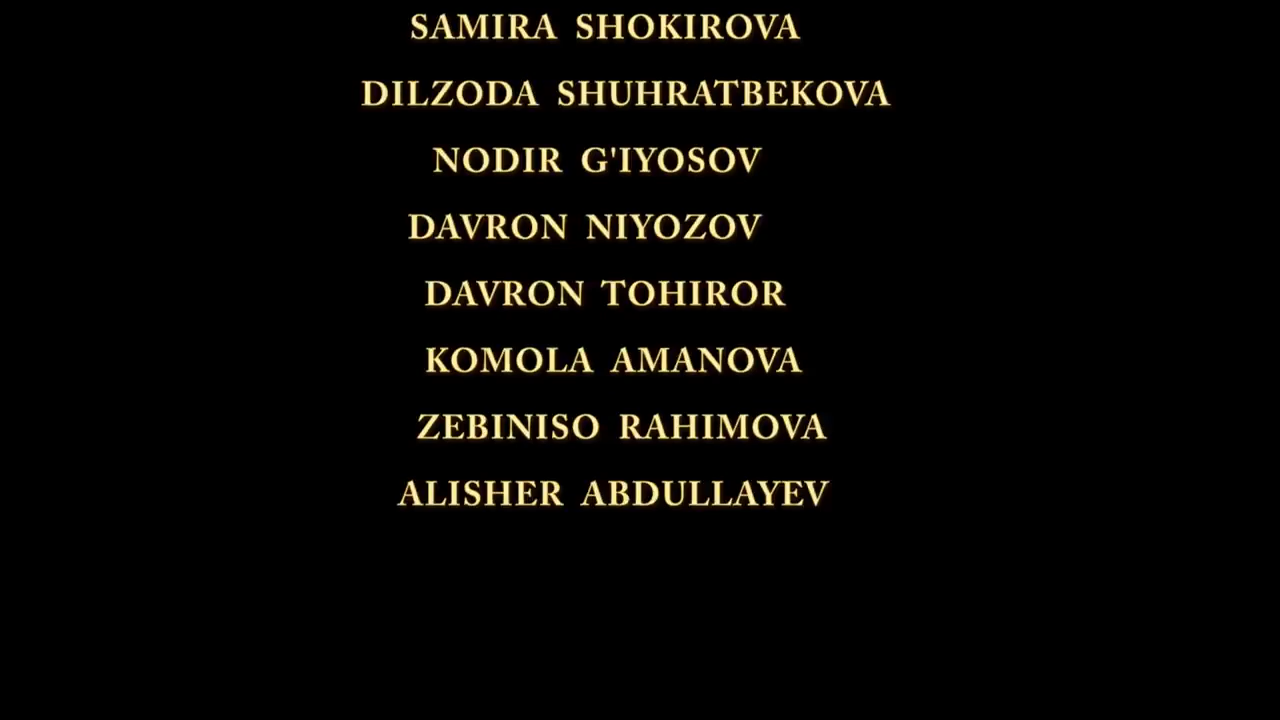 SAMIRA SHOKIROVA
DILZODA SHUHRATBEKOVA
NODIR G'IYOSOV
DAVRON NIYOZOV
DAVRON TOHIROR
KOMOLA AMANOVA
ZEBINISO RAHIMOVA
ALISHER ABDULLAYEV